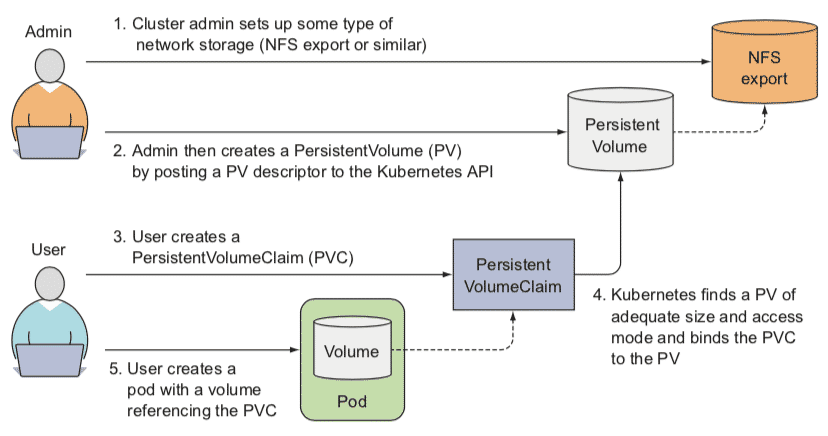 Admin
1. Cluster admin sets up some type of
network storage (NFS export or similar)
NFS
export
Persistent
Volume
2. Admin then creates a PersistentVolume (PV)
by posting a PV descriptor to the Kubernetes API
User
3. User creates a
PersistentVolumeClaim (PVC)
Persistent
VolumeClaim
4. Kubernetes finds a PV of
adequate size and access
mode and binds the PVC
to the PV
Volume
Pod
5. User creates a
pod with a volume
referencing the PVC